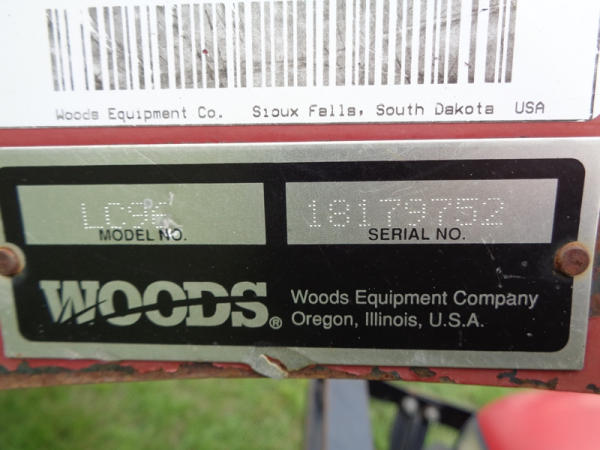 Woods Equipment Co. Sioux Falls, South Dakota USA
18179752
MODEL NO. SERIAL NO.
WOODS® Woods Equipment Company
Oregon, Illinois, U.S.A.